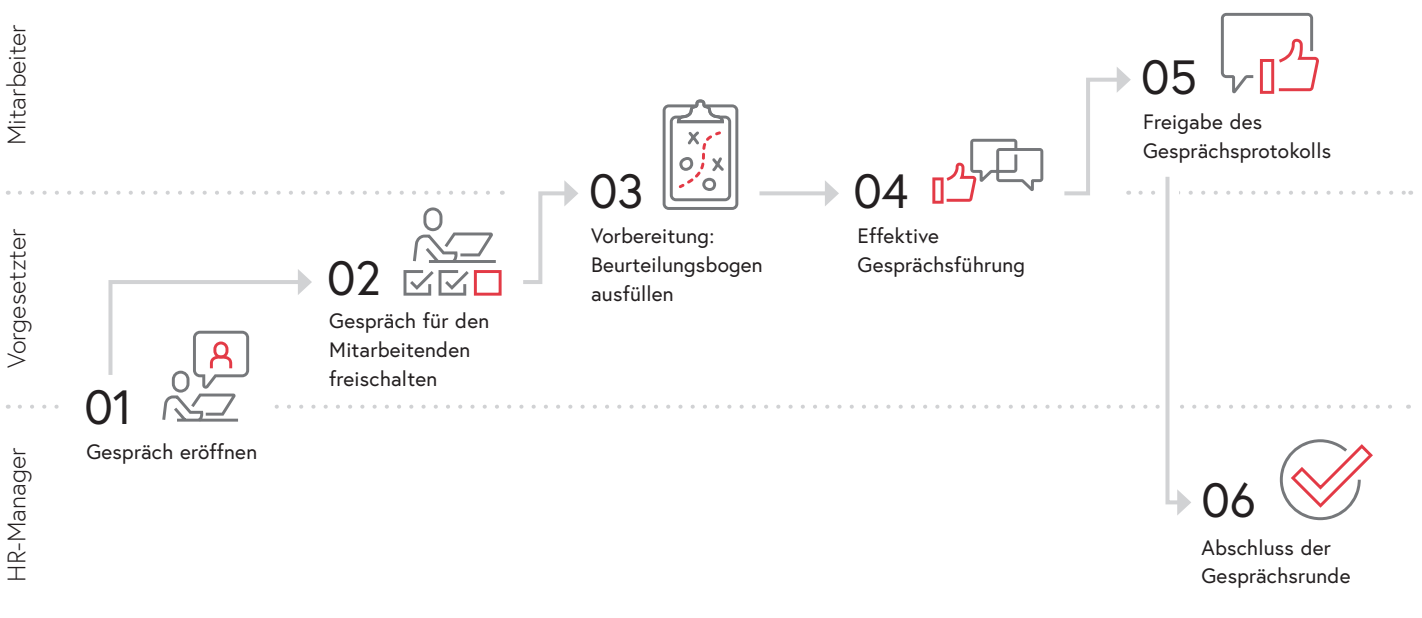 Mitarbeiter
Vorgesetzter
HR-Manager
01
Gespräch eröffnen
02
Gespräch für den
Mitarbeitenden
freischalten
03
Vorbereitung:
Beurteilungsbogen
ausfüllen
04
Effektive
Gesprächsführung
05
Freigabe des
Gesprächsprotokolls
06
Abschluss der
Gesprächsrunde